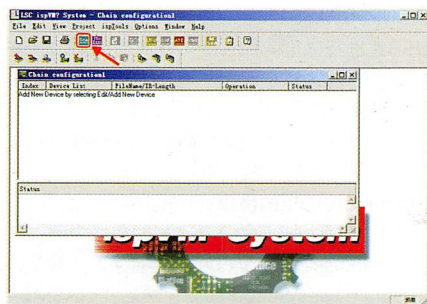 LSC ispVM? System - Chain configuration1
File Edit View Project ispTools Options Window Help
Chain configuration1
Index Device List FileName/IR-Length Operation Status
Add New Device by selecting Edit/Add New Device
Status
ispVM System